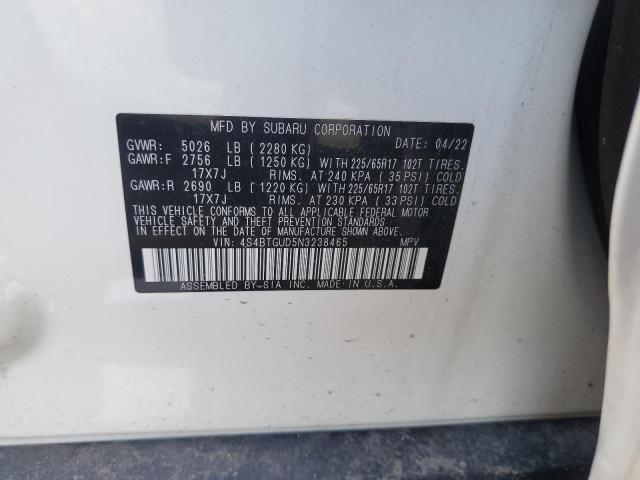 MFD BY SUBARU CORPORATION DATE: 04/22
GVWR: 5026 LB (2280 KG)
GAWR:F 2756 LB (1250 KG) WITH 225/65R17 102T TIRES.
17X7J RIMS. AT 240 KPA (35 PSI) COLD
GAWR:R 2690 LB (1220 KG) WITH 225/65R17 102T TIRES.
17X7J RIMS. AT 230 KPA (33 PSI) COLD
THIS VEHICLE CONFORMS TO ALL APPLICABLE FEDERAL MOTOR
VEHICLE SAFETY AND THEFT PREVENTION STANDARDS
IN EFFECT ON THE DATE OF MANUFACTURE SHOWN ABOVE.
VIN: 4S4BTGUD5N3238465 MPV
ASSEMBLED BY-SIA INC. MADE-IN U.S.A.